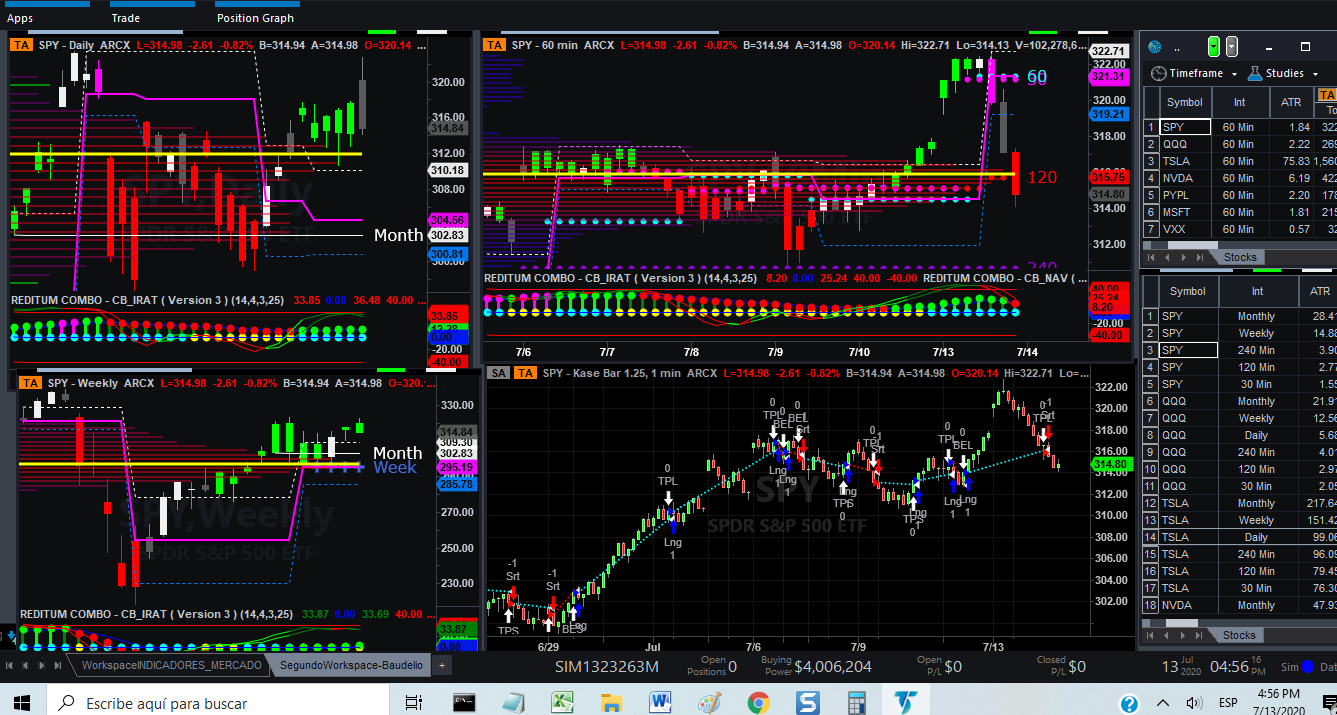 Apps Trade Position Graph
TA SPY - Daily ARCX L=314.98 -2.61 -0.82% B=314.94 A=314.98 O=320.14 ...
320.00
314.84
312.00
310.18
308.00
304.56
302.83
300.81
300.00
Month
SPY, Daily
SPDR S&P 500 ETF
REDITUM COMBO - CB_IRAT ( Version 3 ) (14,4,3,25) 33.85 0.00 36.48 40.00 ...
33.85
0.00
-20.00
-40.00
TA SPY - 60 min ARCX L=314.98 -2.61 -0.82% B=314.94 A=314.98 O=320.14 Hi=322.71 Lo=314.13 V=102,278,6...
322.71
322.00
321.31
320.00
319.21
318.00
315.75
314.80
314.00
312.00
60
120
240
REDITUM COMBO - CB_IRAT ( Version 3 ) (14,4,3,25) 8.20 0.00 25.24 40.00 -40.00 REDITUM COMBO - CB_NAV ( ...
40.00
25.24
8.20
-20.00
-40.00
7/6 7/7 7/8 7/9 7/10 7/13 7/14
TA SPY - Weekly ARCX L=314.98 -2.61 -0.82% B=314.94 A=314.98 O=320. ...
330.00
314.84
309.30
302.83
295.19
285.78
270.00
250.00
230.00
Month
Week
SPY, Weekly
SPDR S&P 500 ETF
REDITUM COMBO - CB_IRAT ( Version 3 ) (14,4,3,25) 33.87 0.00 33.69 40.00 ...
33.87
0.00
SA TA SPY - Kase Bar 1.25, 1 min ARCX L=314.98 -2.61 -0.82% B=314.94 A=314.98 O=320.14 Hi=322.71 Lo=...
322.00
320.00
318.00
316.00
314.80
312.00
310.00
308.00
306.00
304.00
302.00
SPY
SPDR S&P 500 ETF
-1
Srt
TPS
-1
Srt
BES
Lng
0
TPL
Lng
1
0
TPL
BEL
0
BEL
Srt
Lng
1
Lng
1
Lng
TPS
0
0
TPL
-1
Srt
Lng
TPS
0
0
TPL
0
BEL
Lng
1
Lng
1
-1
Srt
TPL
6/29 Jul 7/6 7/9 7/13
.. 
Timeframe Studies
Symbol Int ATR TA
1 SPY 60 Min 1.84 322
2 QQQ 60 Min 2.22 269
3 TSLA 60 Min 75.83 1,560
4 NVDA 60 Min 6.19 422
5 PYPL 60 Min 2.20 178
6 MSFT 60 Min 1.81 215
7 VXX 60 Min 0.57 32
Stocks
Symbol Int ATR
1 SPY Monthly 28.41
2 SPY Weekly 14.88
3 SPY 240 Min 3.90
4 SPY 120 Min 2.77
5 SPY 30 Min 1.55
6 QQQ Monthly 21.91
7 QQQ Weekly 12.56
8 QQQ Daily 5.68
9 QQQ 240 Min 4.01
10 QQQ 120 Min 2.97
11 QQQ 30 Min 2.05
12 TSLA Monthly 217.64
13 TSLA Weekly 151.42
14 TSLA Daily 99.06
15 TSLA 240 Min 96.09
16 TSLA 120 Min 79.45
17 TSLA 30 Min 76.30
18 NVDA Monthly 47.93
Stocks
WorkspaceINDICADORES_MERCADO SegundoWorkspace-Baudelio +
SIM1323263M Open Positions 0 Buying Power $4,006,204 Open P/L $0 Closed P/L $0 13 Jul 2020 04:56 16 PM Sim Dat
Escribe aquí para buscar
ESP
4:56 PM
7/13/2020